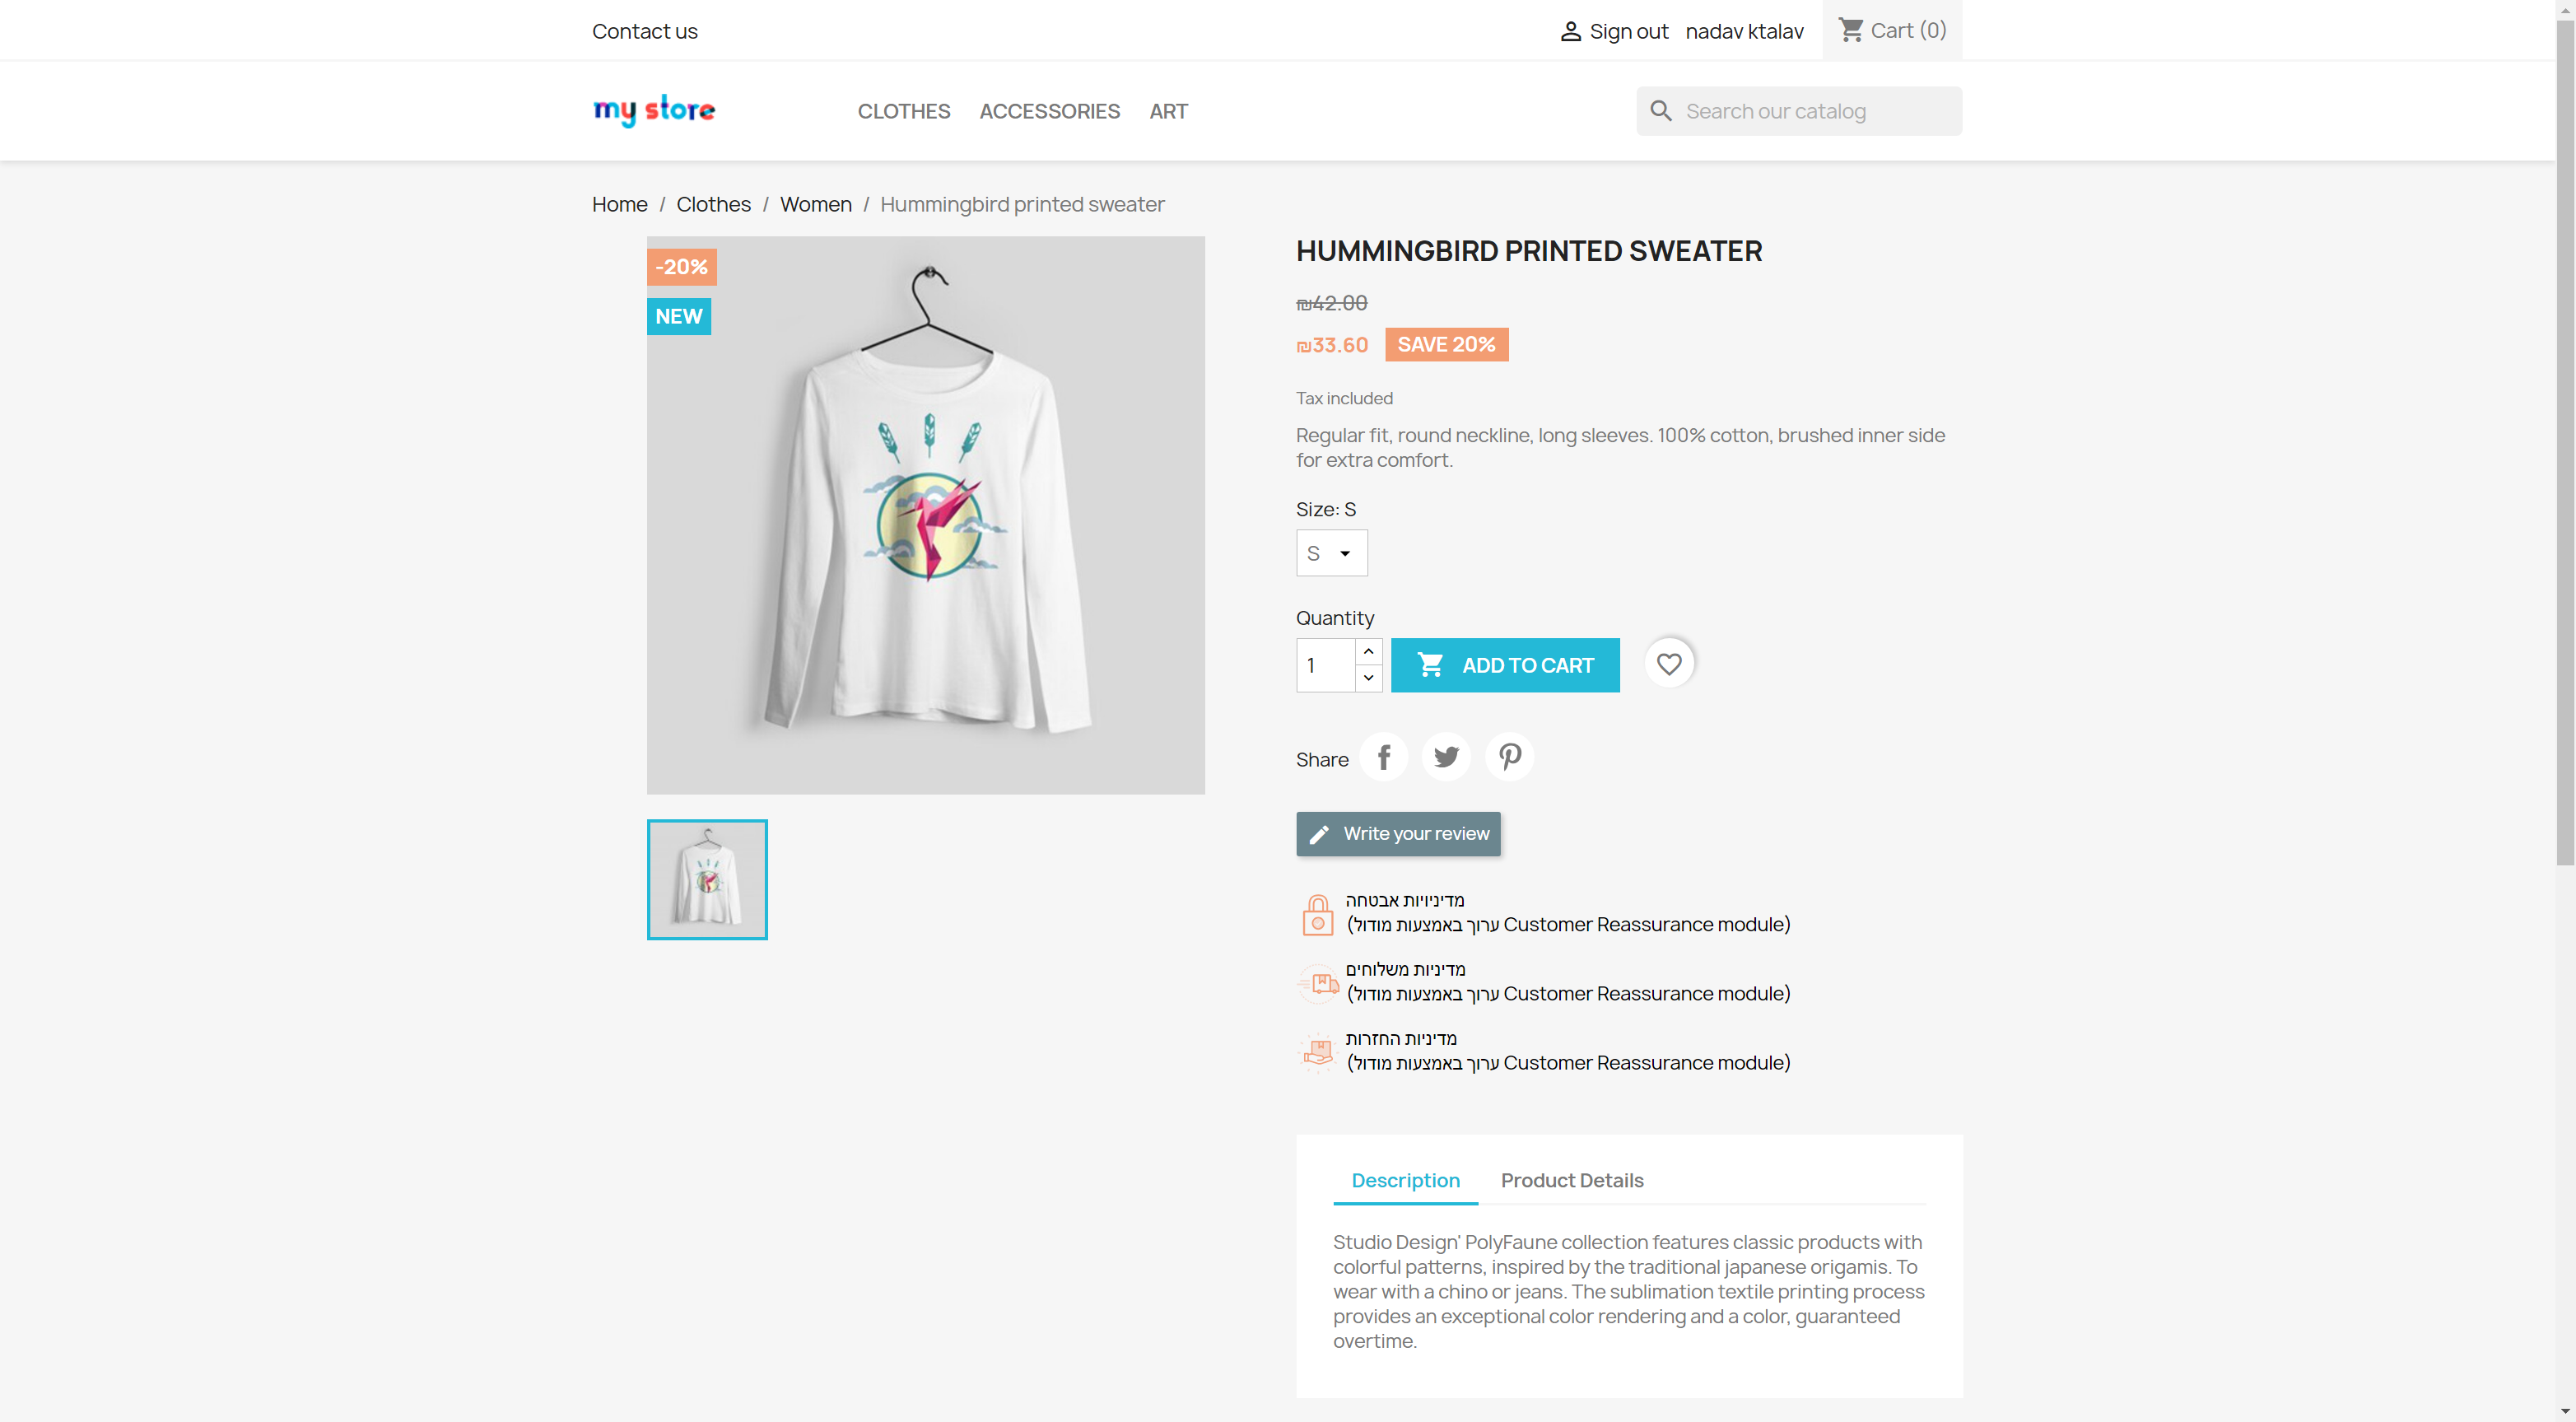 Contact us
Sign out nadav ktalav Cart (0)
my store
CLOTHES ACCESSORIES ART
Search our catalog
Home / Clothes / Women / Hummingbird printed sweater
-20%
NEW
HUMMINGBIRD PRINTED SWEATER
₪42.00
₪33.60 SAVE 20%
Tax included
Regular fit, round neckline, long sleeves. 100% cotton, brushed inner side
for extra comfort.
Size: S
S
Quantity
1
ADD TO CART
Share
Write your review
מדיניויות אבטחה
(ערוך באמצעות מודול Customer Reassurance module)
מדיניות משלוחים
(ערוך באמצעות מודול Customer Reassurance module)
מדיניות החזרות
(ערוך באמצעות מודול Customer Reassurance module)
Description Product Details
Studio Design' PolyFaune collection features classic products with
colorful patterns, inspired by the traditional japanese origamis. To
wear with a chino or jeans. The sublimation textile printing process
provides an exceptional color rendering and a color, guaranteed
overtime.